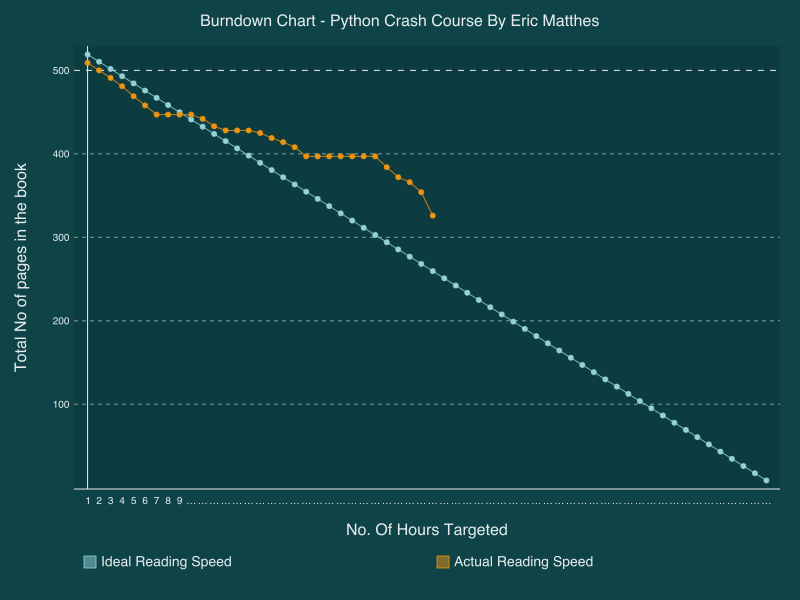 Burndown Chart - Python Crash Course By Eric Matthes
Total No of pages in the book
500
400
300
200
100
1 2 3 4 5 6 7 8 9 ... ... ... ... ... ... ... ... ... ... ... ... ... ... ... ... ... ... ... ... ... ... ... ... ... ... ... ... ... ... ... ... ... ... ... ... ... ... ... ... ... ... ... ... ... ... ... ... ... ... ...
No. Of Hours Targeted
Ideal Reading Speed
Actual Reading Speed